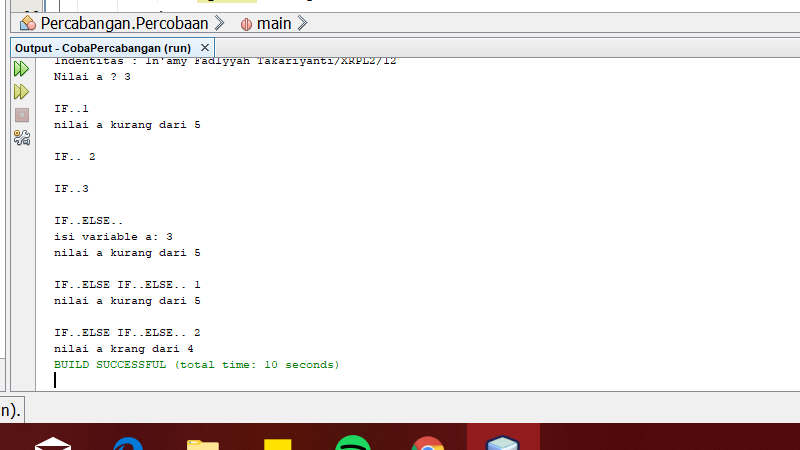 Percabangan.Percobaan
main
Output - CobaPercabangan (run)
Indentitas : In'amy Fadlyyah Takariyanti/XRPL2/12
Nilai a ? 3
IF..1
nilai a kurang dari 5
IF.. 2
IF..3
IF..ELSE..
isi variable a: 3
nilai a kurang dari 5
IF..ELSE IF..ELSE.. 1
nilai a kurang dari 5
IF..ELSE IF..ELSE.. 2
nilai a krang dari 4
BUILD SUCCESSFUL (total time: 10 seconds)
n).